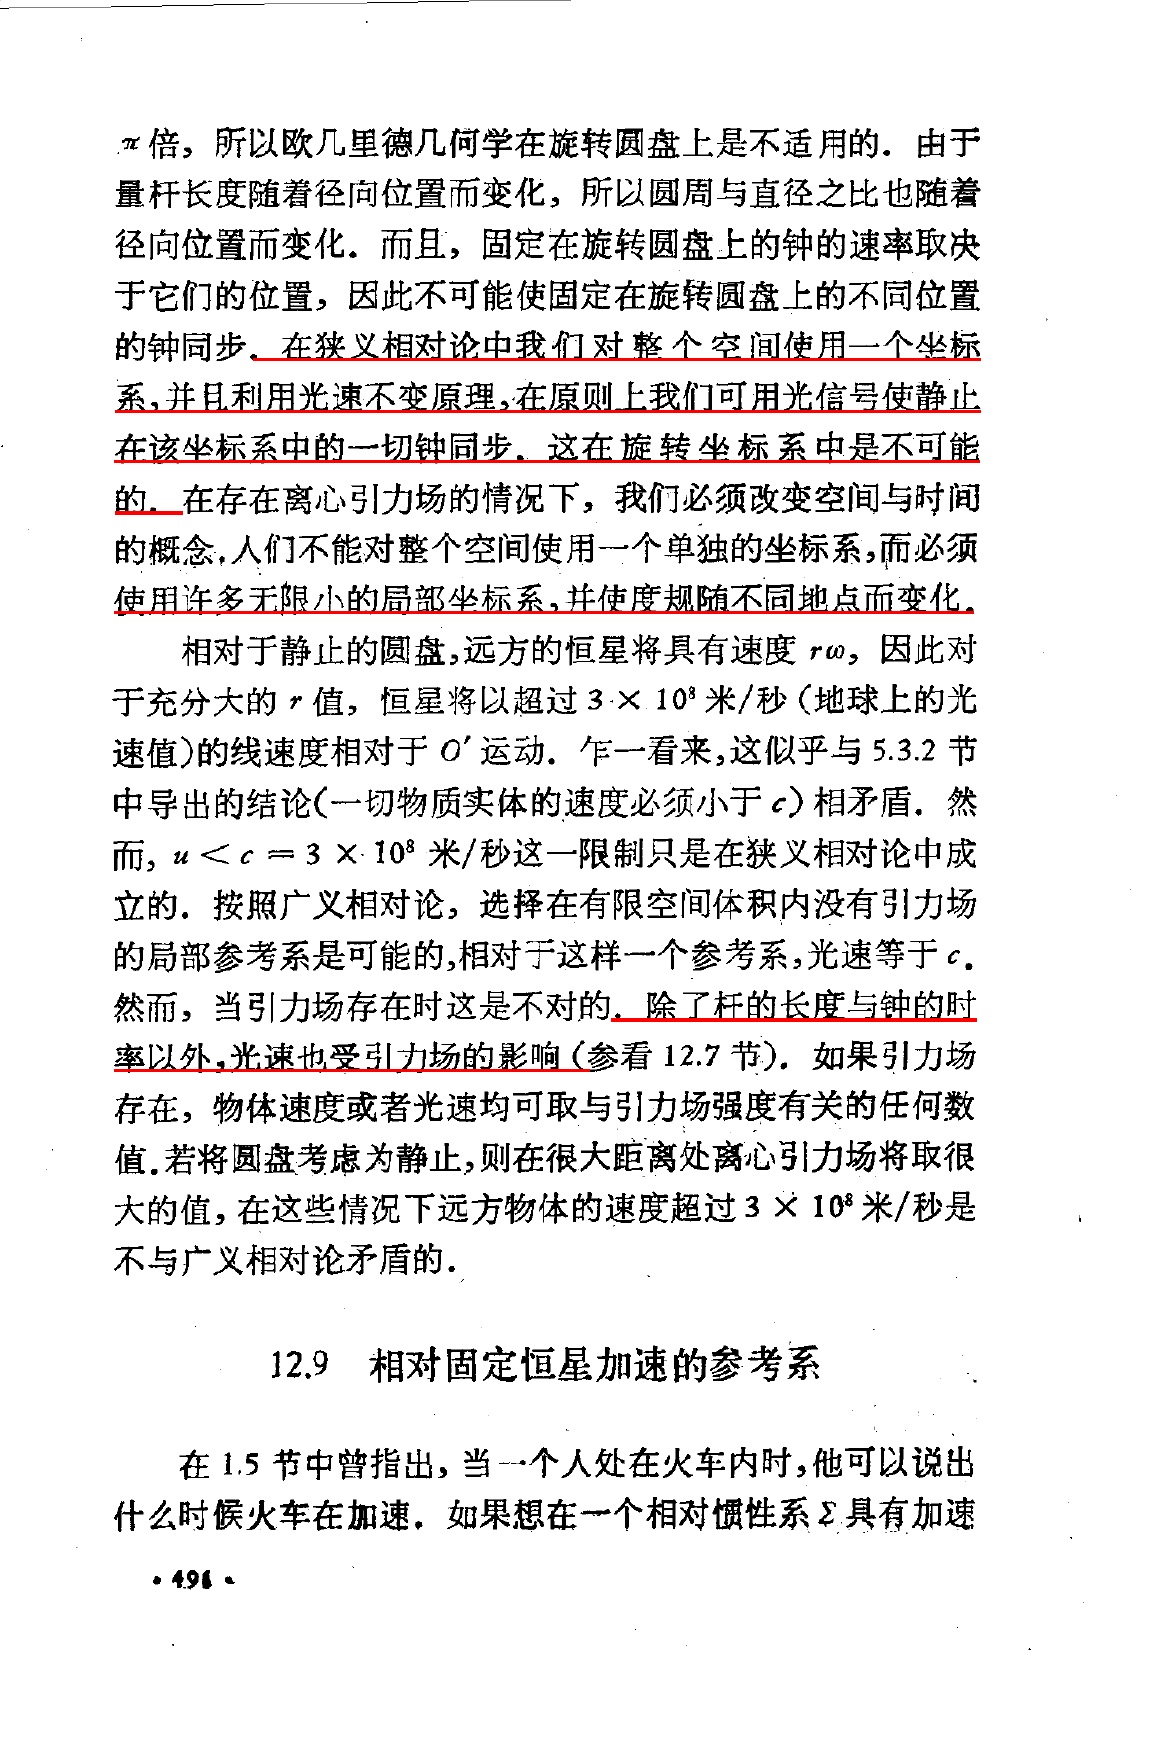 π倍，所以欧几里德几何学在旋转圆盘上是不适用的．由于
量杆长度随着径向位置而变化，所以圆周与直径之比也随着
径向位置而变化．而且，固定在旋转圆盘上的钟的速率取决
于它们的位置，因此不可能使固定在旋转圆盘上的不同位置
的钟同步．在狭义相对论中我们对整个空间使用一个坐标
系，并且利用光速不变原理，在原则上我们可用光信号使静止
在该坐标系中的一切钟同步．这在旋转坐标系中是不可能
的．在存在离心引力场的情况下，我们必须改变空间与时间
的概念．人们不能对整个空间使用一个单独的坐标系，而必须
使用许多无限小的局部坐标系，并使度规随不同地点而变化．
相对于静止的圆盘，远方的恒星将具有速度 rω，因此对
于充分大的 r 值，恒星将以超过 3 × 10⁸ 米/秒（地球上的光
速值）的线速度相对于 O′ 运动．乍一看来，这似乎与 5.3.2 节
中导出的结论（一切物质实体的速度必须小于 c）相矛盾．然
而，u < c = 3 × 10⁸ 米/秒这一限制只是在狭义相对论中成
立的．按照广义相对论，选择在有限空间体积内没有引力场
的局部参考系是可能的，相对于这样一个参考系，光速等于 c．
然而，当引力场存在时这是不对的．除了杆的长度与钟的时
率以外，光速也受引力场的影响（参看 12.7 节）．如果引力场
存在，物体速度或者光速均可取与引力场强度有关的任何数
值．若将圆盘考虑为静止，则在很大距离处离心引力场将取很
大的值，在这些情况下远方物体的速度超过 3 × 10⁸ 米/秒是
不与广义相对论矛盾的．
12.9 相对固定恒星加速的参考系
在 1.5 节中曾指出，当一个人处在火车内时，他可以说出
什么时候火车在加速．如果想在一个相对惯性系 Σ 具有加速
• 496 •